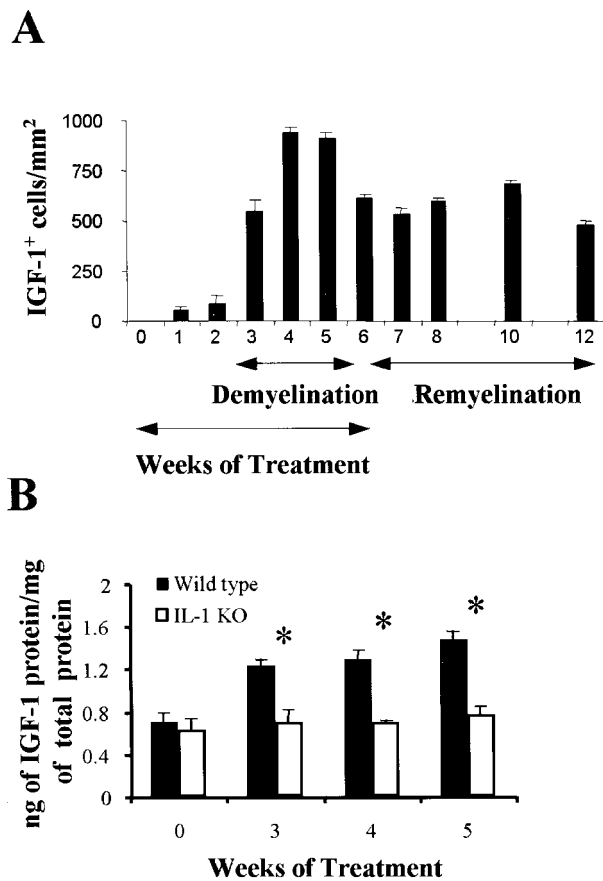 A
IGF-1+ cells/mm2
1000
750
500
250
0
0 1 2 3 4 5 6 7 8 10 12
Demyelination Remyelination
Weeks of Treatment
B
ng of IGF-1 protein/mg
of total protein
Wild type
IL-1 KO
2
1.6
1.2
0.8
0.4
0
* * *
0 3 4 5
Weeks of Treatment